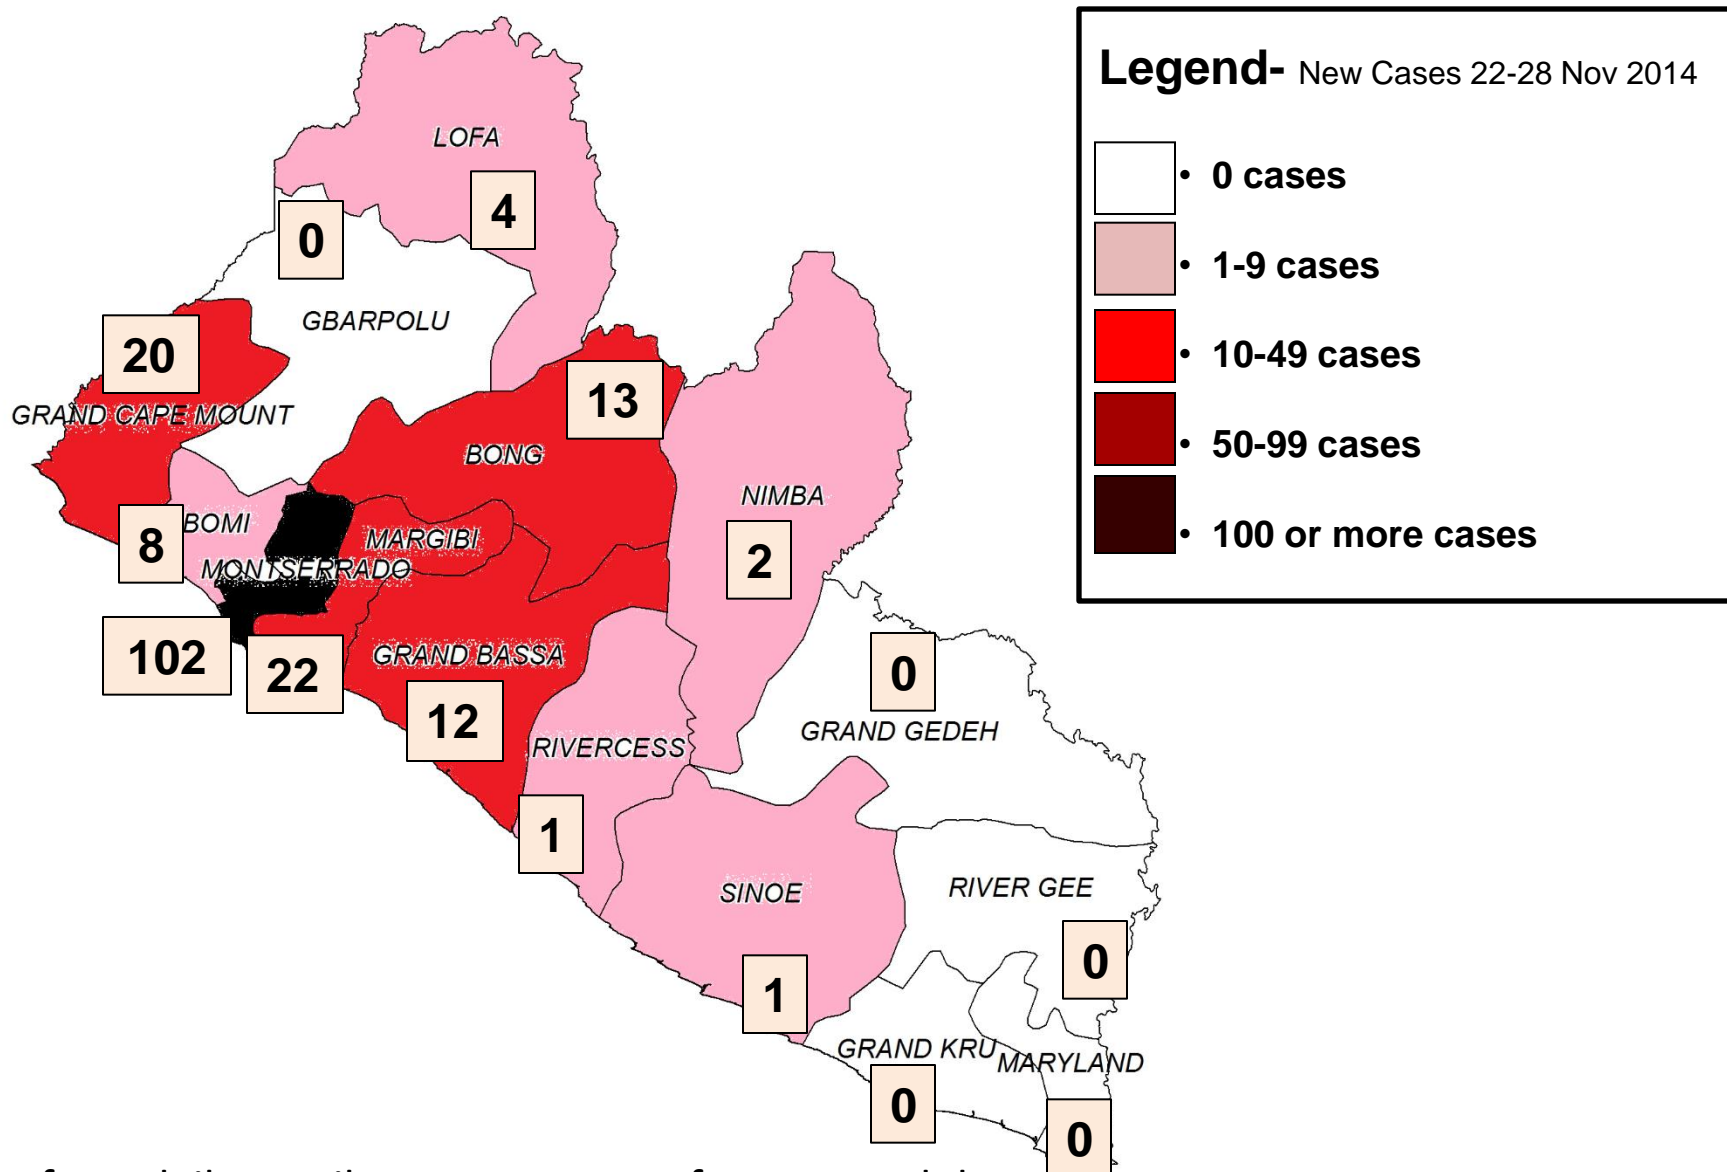 Legend- New Cases 22-28 Nov 2014
• 0 cases
• 1-9 cases
• 10-49 cases
• 50-99 cases
• 100 or more cases
LOFA
4
0
GBARPOLU
20
GRAND CAPE MOUNT
13
BONG
NIMBA
2
BOMI
8
MARGIBI
MONTSERRADO
102
22
GRAND BASSA
12
RIVERCESS
1
0
GRAND GEDEH
SINOE
1
RIVER GEE
0
GRAND KRU
0
MARYLAND
0